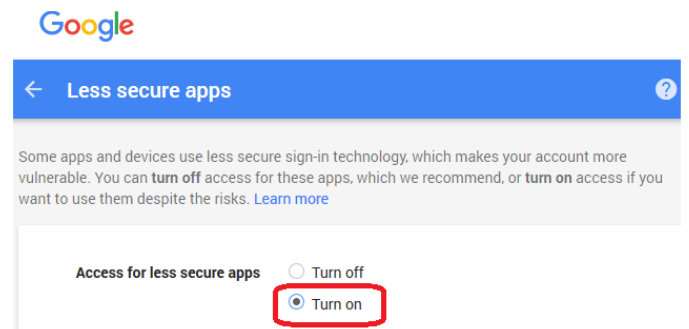 Google
Less secure apps
?
Some apps and devices use less secure sign-in technology, which makes your account more
vulnerable. You can turn off access for these apps, which we recommend, or turn on access if you
want to use them despite the risks. Learn more
Access for less secure apps
Turn off
Turn on